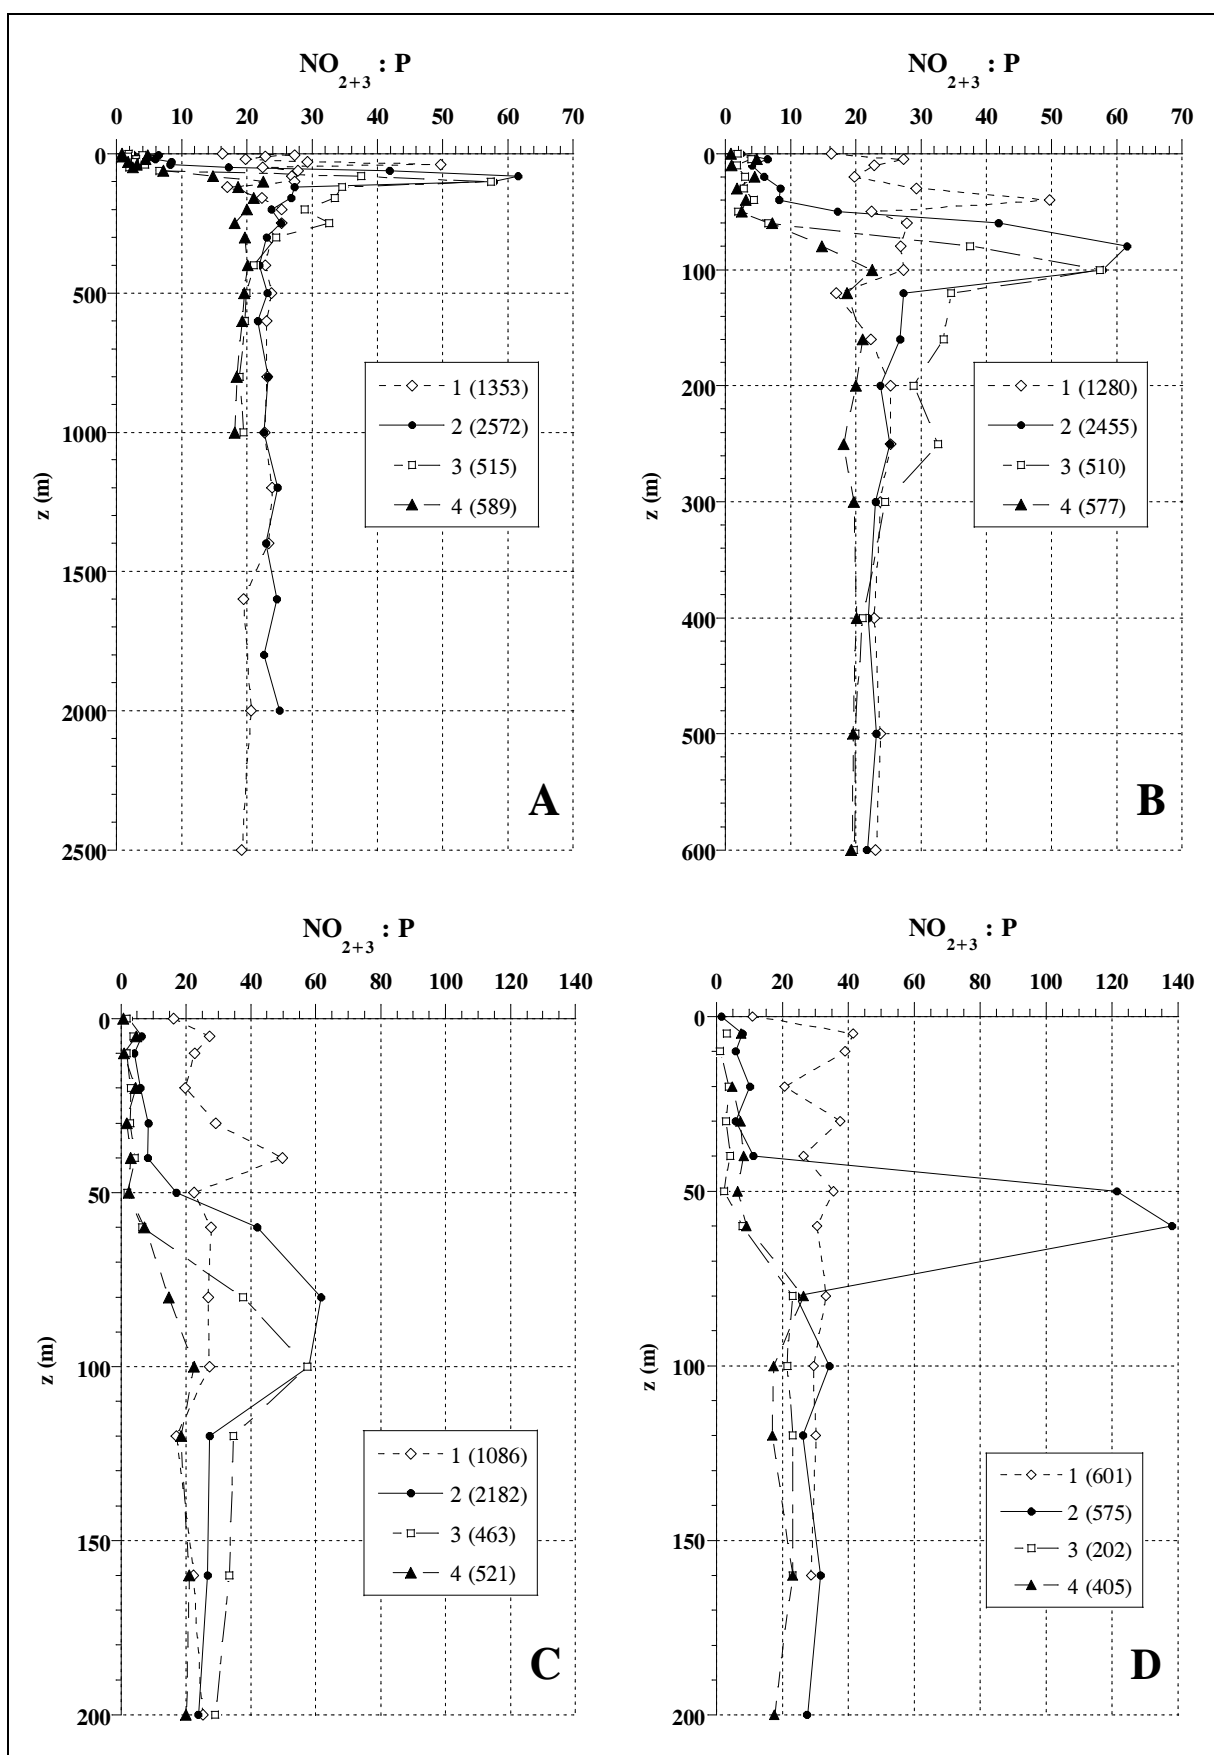 NO2+3 : P
0 10 20 30 40 50 60 70
0
500
1000
1500
2000
2500
z (m)
1 (1353)
2 (2572)
3 (515)
4 (589)
A
NO2+3 : P
0 10 20 30 40 50 60 70
0
100
200
300
400
500
600
z (m)
1 (1280)
2 (2455)
3 (510)
4 (577)
B
NO2+3 : P
0 20 40 60 80 100 120 140
0
50
100
150
200
z (m)
1 (1086)
2 (2182)
3 (463)
4 (521)
C
NO2+3 : P
0 20 40 60 80 100 120 140
0
50
100
150
200
z (m)
1 (601)
2 (575)
3 (202)
4 (405)
D